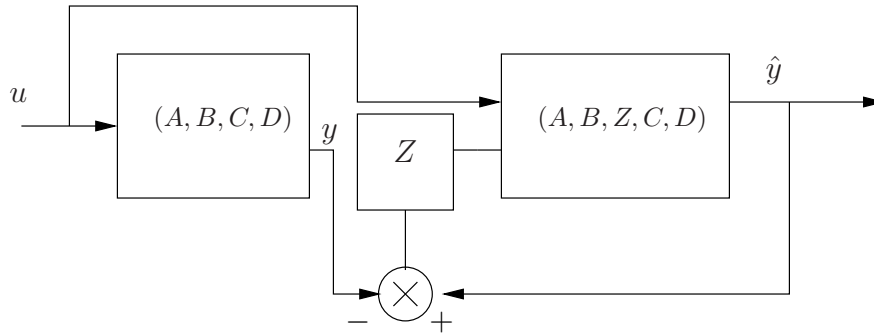 u
(A, B, C, D)
y
Z
(A, B, Z, C, D)
ŷ
−
+